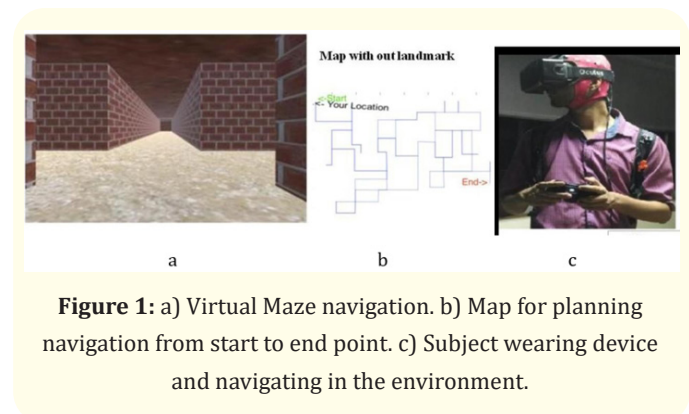 Map with out landmark
<-Start
<- Your Location
End->
oculus
a
b
c
Figure 1: a) Virtual Maze navigation. b) Map for planning
navigation from start to end point. c) Subject wearing device
and navigating in the environment.